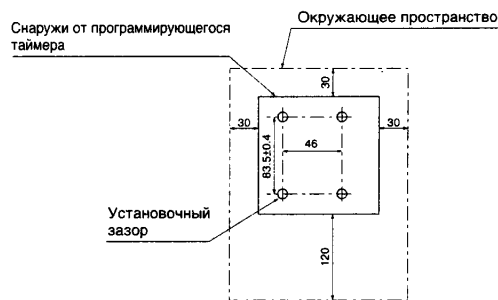 Окружающее пространство
Снаружи от программирующегося
таймера
30
30
30
83.5±0.4
46
Установочный
зазор
120